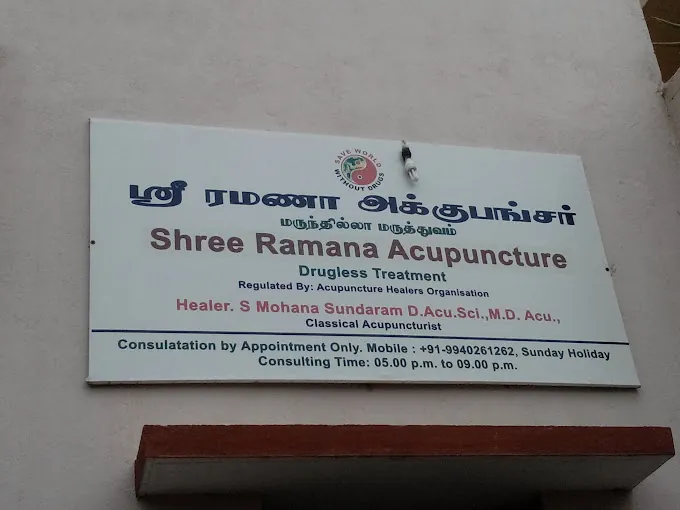 SAVE WORLD
WITHOUT DRUGS
ஸ்ரீ ரமணா அக்குபங்சர்
மருந்தில்லா மருத்துவம்
Shree Ramana Acupuncture
Drugless Treatment
Regulated By: Acupuncture Healers Organisation
Healer. S Mohana Sundaram D.Acu.Sci.,M.D. Acu.,
Classical Acupuncturist
Consulatation by Appointment Only. Mobile : +91-9940261262, Sunday Holiday
Consulting Time: 05.00 p.m. to 09.00 p.m.